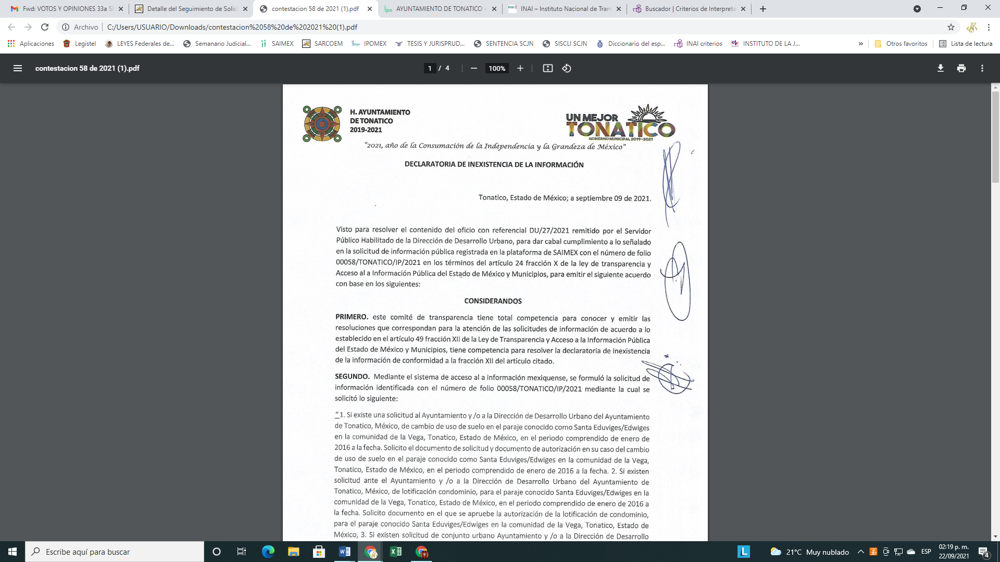 Fwd: VOTOS Y OPINIONES 33a SE
Detalle del Seguimiento de Solici
contestacion 58 de 2021 (1).pdf
AYUNTAMIENTO DE TONATICO -
INAI – Instituto Nacional de Tran
Buscador | Criterios de Interpreta
Archivo
C:/Users/USUARIO/Downloads/contestacion%2058%20de%202021%20(1).pdf
Aplicaciones
Legistel
LEYES Federales de...
Semanario Judicial...
SAIMEX
SARCOEM
IPOMEX
TESIS Y JURISPRUD...
SENTENCIA SCJN
SISCLI SCJN
Diccionario del esp...
INAI criterios
INSTITUTO DE LA J...
»
Otros favoritos
Lista de lectura
contestacion 58 de 2021 (1).pdf
1 / 4
100%
H. AYUNTAMIENTO
DE TONATICO
2019-2021
UN MEJOR
TONATICO
GOBIERNO MUNICIPAL 2019-2021
“2021, año de la Consumación de la Independencia y la Grandeza de México”
DECLARATORIA DE INEXISTENCIA DE LA INFORMACIÓN
Tonatico, Estado de México; a septiembre 09 de 2021.
Visto para resolver el contenido del oficio con referencial DU/27/2021 remitido por el Servidor
Público Habilitado de la Dirección de Desarrollo Urbano, para dar cabal cumplimiento a lo señalado
en la solicitud de información pública registrada en la plataforma de SAIMEX con el número de folio
00058/TONATICO/IP/2021 en los términos del artículo 24 fracción X de la ley de transparencia y
Acceso al a Información Pública del Estado de México y Municipios, para emitir el siguiente acuerdo
con base en los siguientes:
CONSIDERANDOS
PRIMERO. este comité de transparencia tiene total competencia para conocer y emitir las
resoluciones que correspondan para la atención de las solicitudes de información de acuerdo a lo
establecido en el artículo 49 fracción XII de la Ley de Transparencia y Acceso a la Información Pública
del Estado de México y Municipios, tiene competencia para resolver la declaratoria de inexistencia
de la información de conformidad a la fracción XII del articulo citado.
SEGUNDO. Mediante el sistema de acceso al a información mexiquense, se formuló la solicitud de
información identificada con el número de folio 00058/TONATICO/IP/2021 mediante la cual se
solicitó lo siguiente:
“1. Si existe una solicitud al Ayuntamiento y /o a la Dirección de Desarrollo Urbano del Ayuntamiento
de Tonatico, México, de cambio de uso de suelo en el paraje conocido como Santa Eduviges/Edwiges
en la comunidad de la Vega, Tonatico, Estado de México, en el periodo comprendido de enero de
2016 a la fecha. Solicito el documento de solicitud y documento de autorización en su caso del cambio
de uso de suelo en el paraje conocido como Santa Eduviges/Edwiges en la comunidad de la Vega,
Tonatico, Estado de México, en el periodo comprendido de enero de 2016 a la fecha. 2. Si existen
solicitud ante el Ayuntamiento y /o a la Dirección de Desarrollo Urbano del Ayuntamiento de
Tonatico, México, de lotificación condominio, para el paraje conocido Santa Eduviges/Edwiges en la
comunidad de la Vega, Tonatico, Estado de México, en el periodo comprendido de enero de 2016 a
la fecha. Solicito documento en el que se apruebe la autorización de la lotificación de condominio,
para el paraje conocido Santa Eduviges/Edwiges en la comunidad de la Vega, Tonatico, Estado de
México, 3. Si existen solicitud de conjunto urbano Ayuntamiento y /o a la Dirección de Desarrollo
Escribe aquí para buscar
L
21°C Muy nublado
ESP
02:19 p. m.
22/09/2021
4